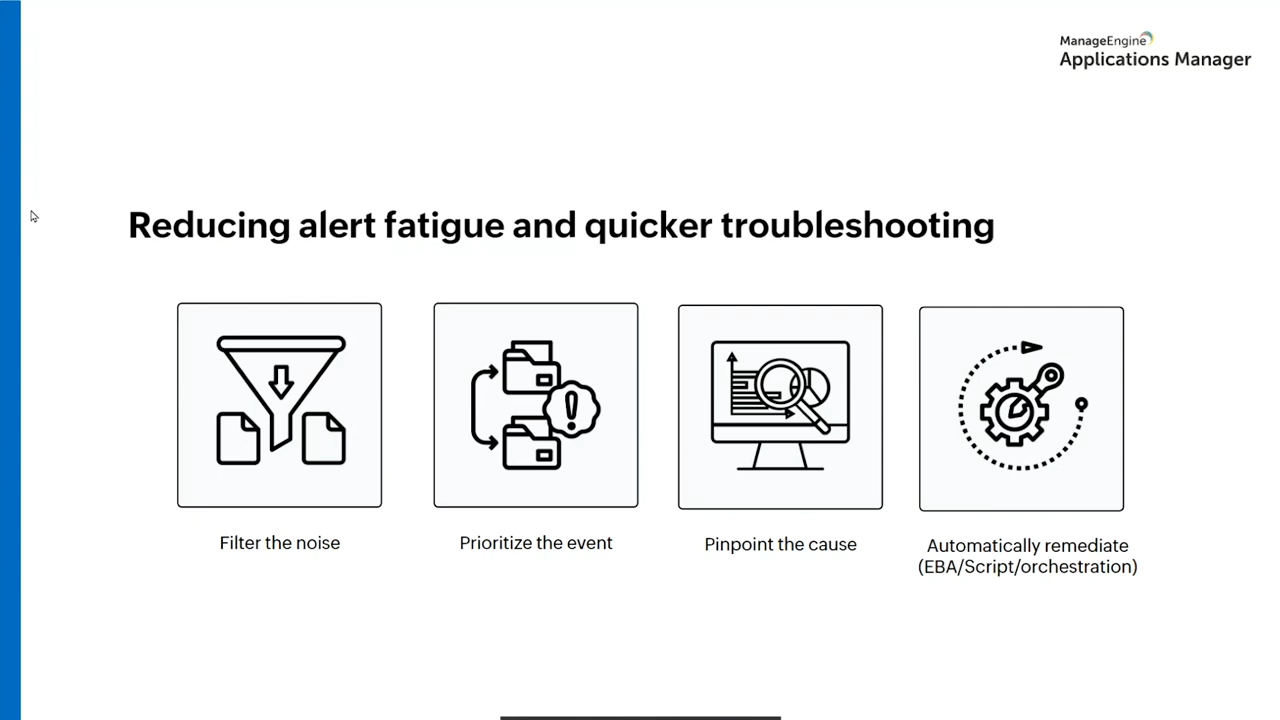 ManageEngine
Applications Manager
Reducing alert fatigue and quicker troubleshooting
Filter the noise
Prioritize the event
Pinpoint the cause
Automatically remediate
(EBA/Script/orchestration)